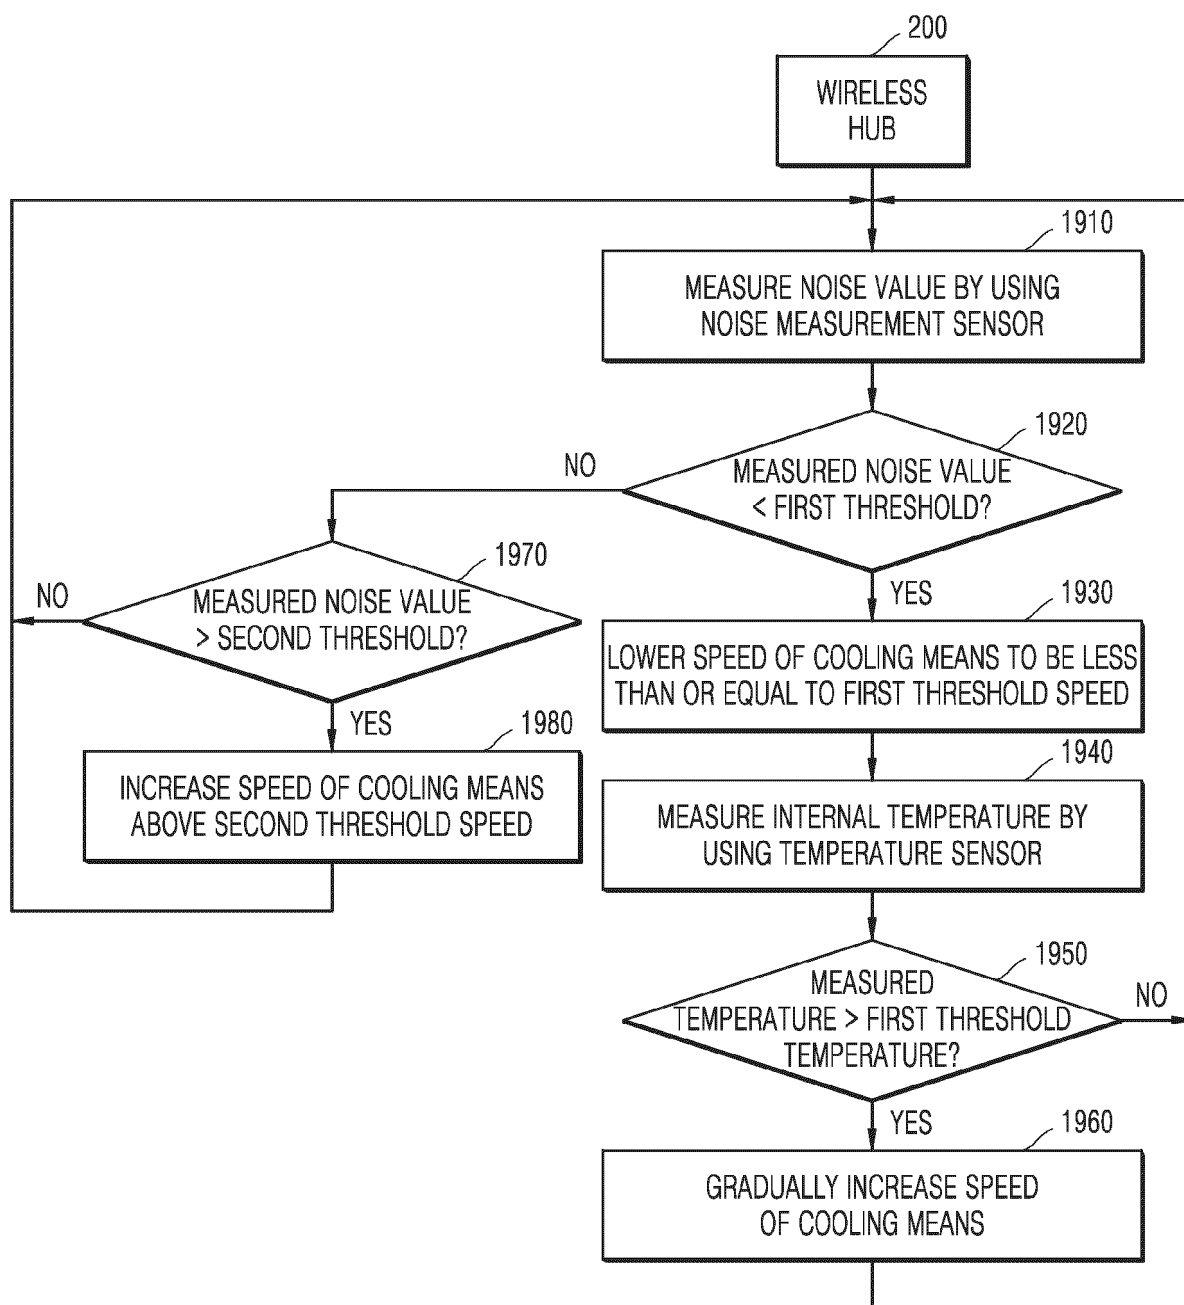 200
WIRELESS
HUB
1910
MEASURE NOISE VALUE BY USING
NOISE MEASUREMENT SENSOR
1920
MEASURED NOISE VALUE
< FIRST THRESHOLD?
NO
YES
1970
MEASURED NOISE VALUE
> SECOND THRESHOLD?
NO
YES
1930
LOWER SPEED OF COOLING MEANS TO BE LESS
THAN OR EQUAL TO FIRST THRESHOLD SPEED
1980
INCREASE SPEED OF COOLING MEANS
ABOVE SECOND THRESHOLD SPEED
1940
MEASURE INTERNAL TEMPERATURE BY
USING TEMPERATURE SENSOR
1950
MEASURED
TEMPERATURE > FIRST THRESHOLD
TEMPERATURE?
NO
YES
1960
GRADUALLY INCREASE SPEED
OF COOLING MEANS